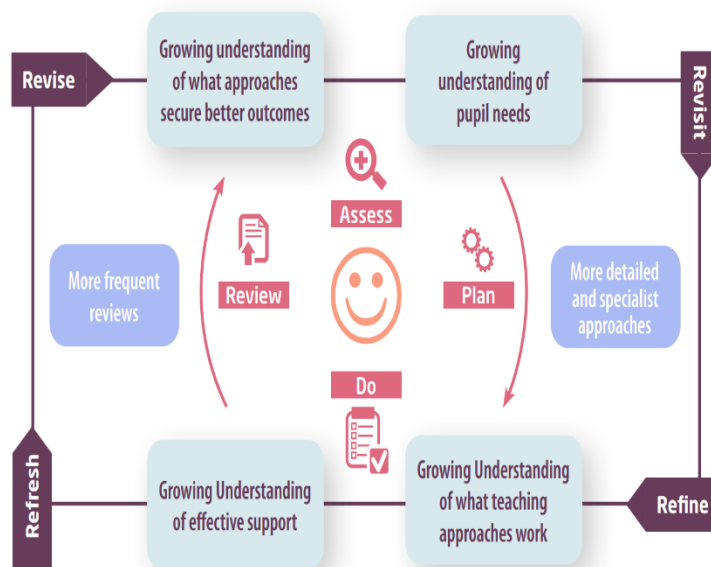 Revise
Growing understanding
of what approaches
secure better outcomes
Growing
understanding of
pupil needs
Revisit
Assess
More frequent
reviews
Review
Plan
More detailed
and specialist
approaches
Do
Refresh
Growing Understanding
of effective support
Growing Understanding
of what teaching
approaches work
Refine